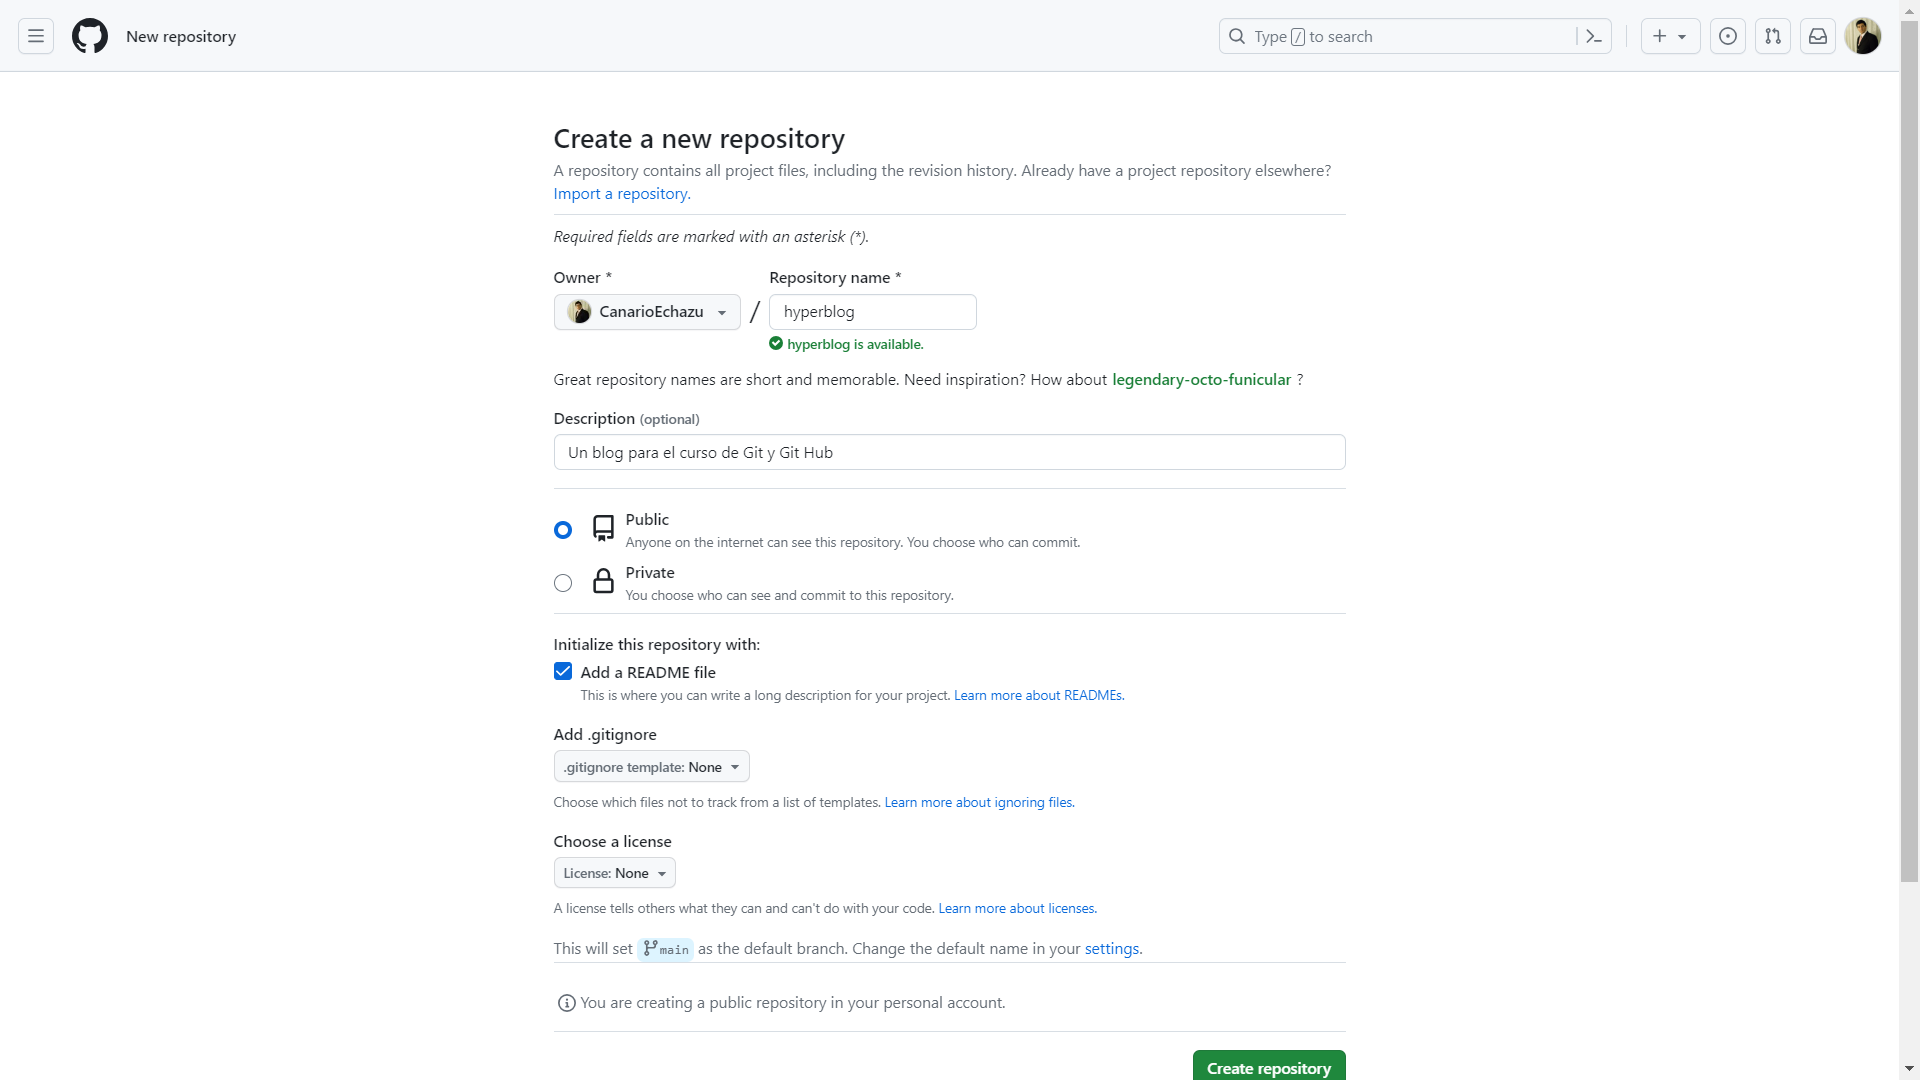 New repository
Type / to search
Create a new repository
A repository contains all project files, including the revision history. Already have a project repository elsewhere?
Import a repository.
Required fields are marked with an asterisk (*).
Owner * Repository name *
CanarioEchazu / hyperblog
hyperblog is available.
Great repository names are short and memorable. Need inspiration? How about legendary-octo-funicular ?
Description (optional)
Un blog para el curso de Git y Git Hub
Public
Anyone on the internet can see this repository. You choose who can commit.
Private
You choose who can see and commit to this repository.
Initialize this repository with:
Add a README file
This is where you can write a long description for your project. Learn more about READMEs.
Add .gitignore
.gitignore template: None
Choose which files not to track from a list of templates. Learn more about ignoring files.
Choose a license
License: None
A license tells others what they can and can't do with your code. Learn more about licenses.
This will set main as the default branch. Change the default name in your settings.
You are creating a public repository in your personal account.
Create repository